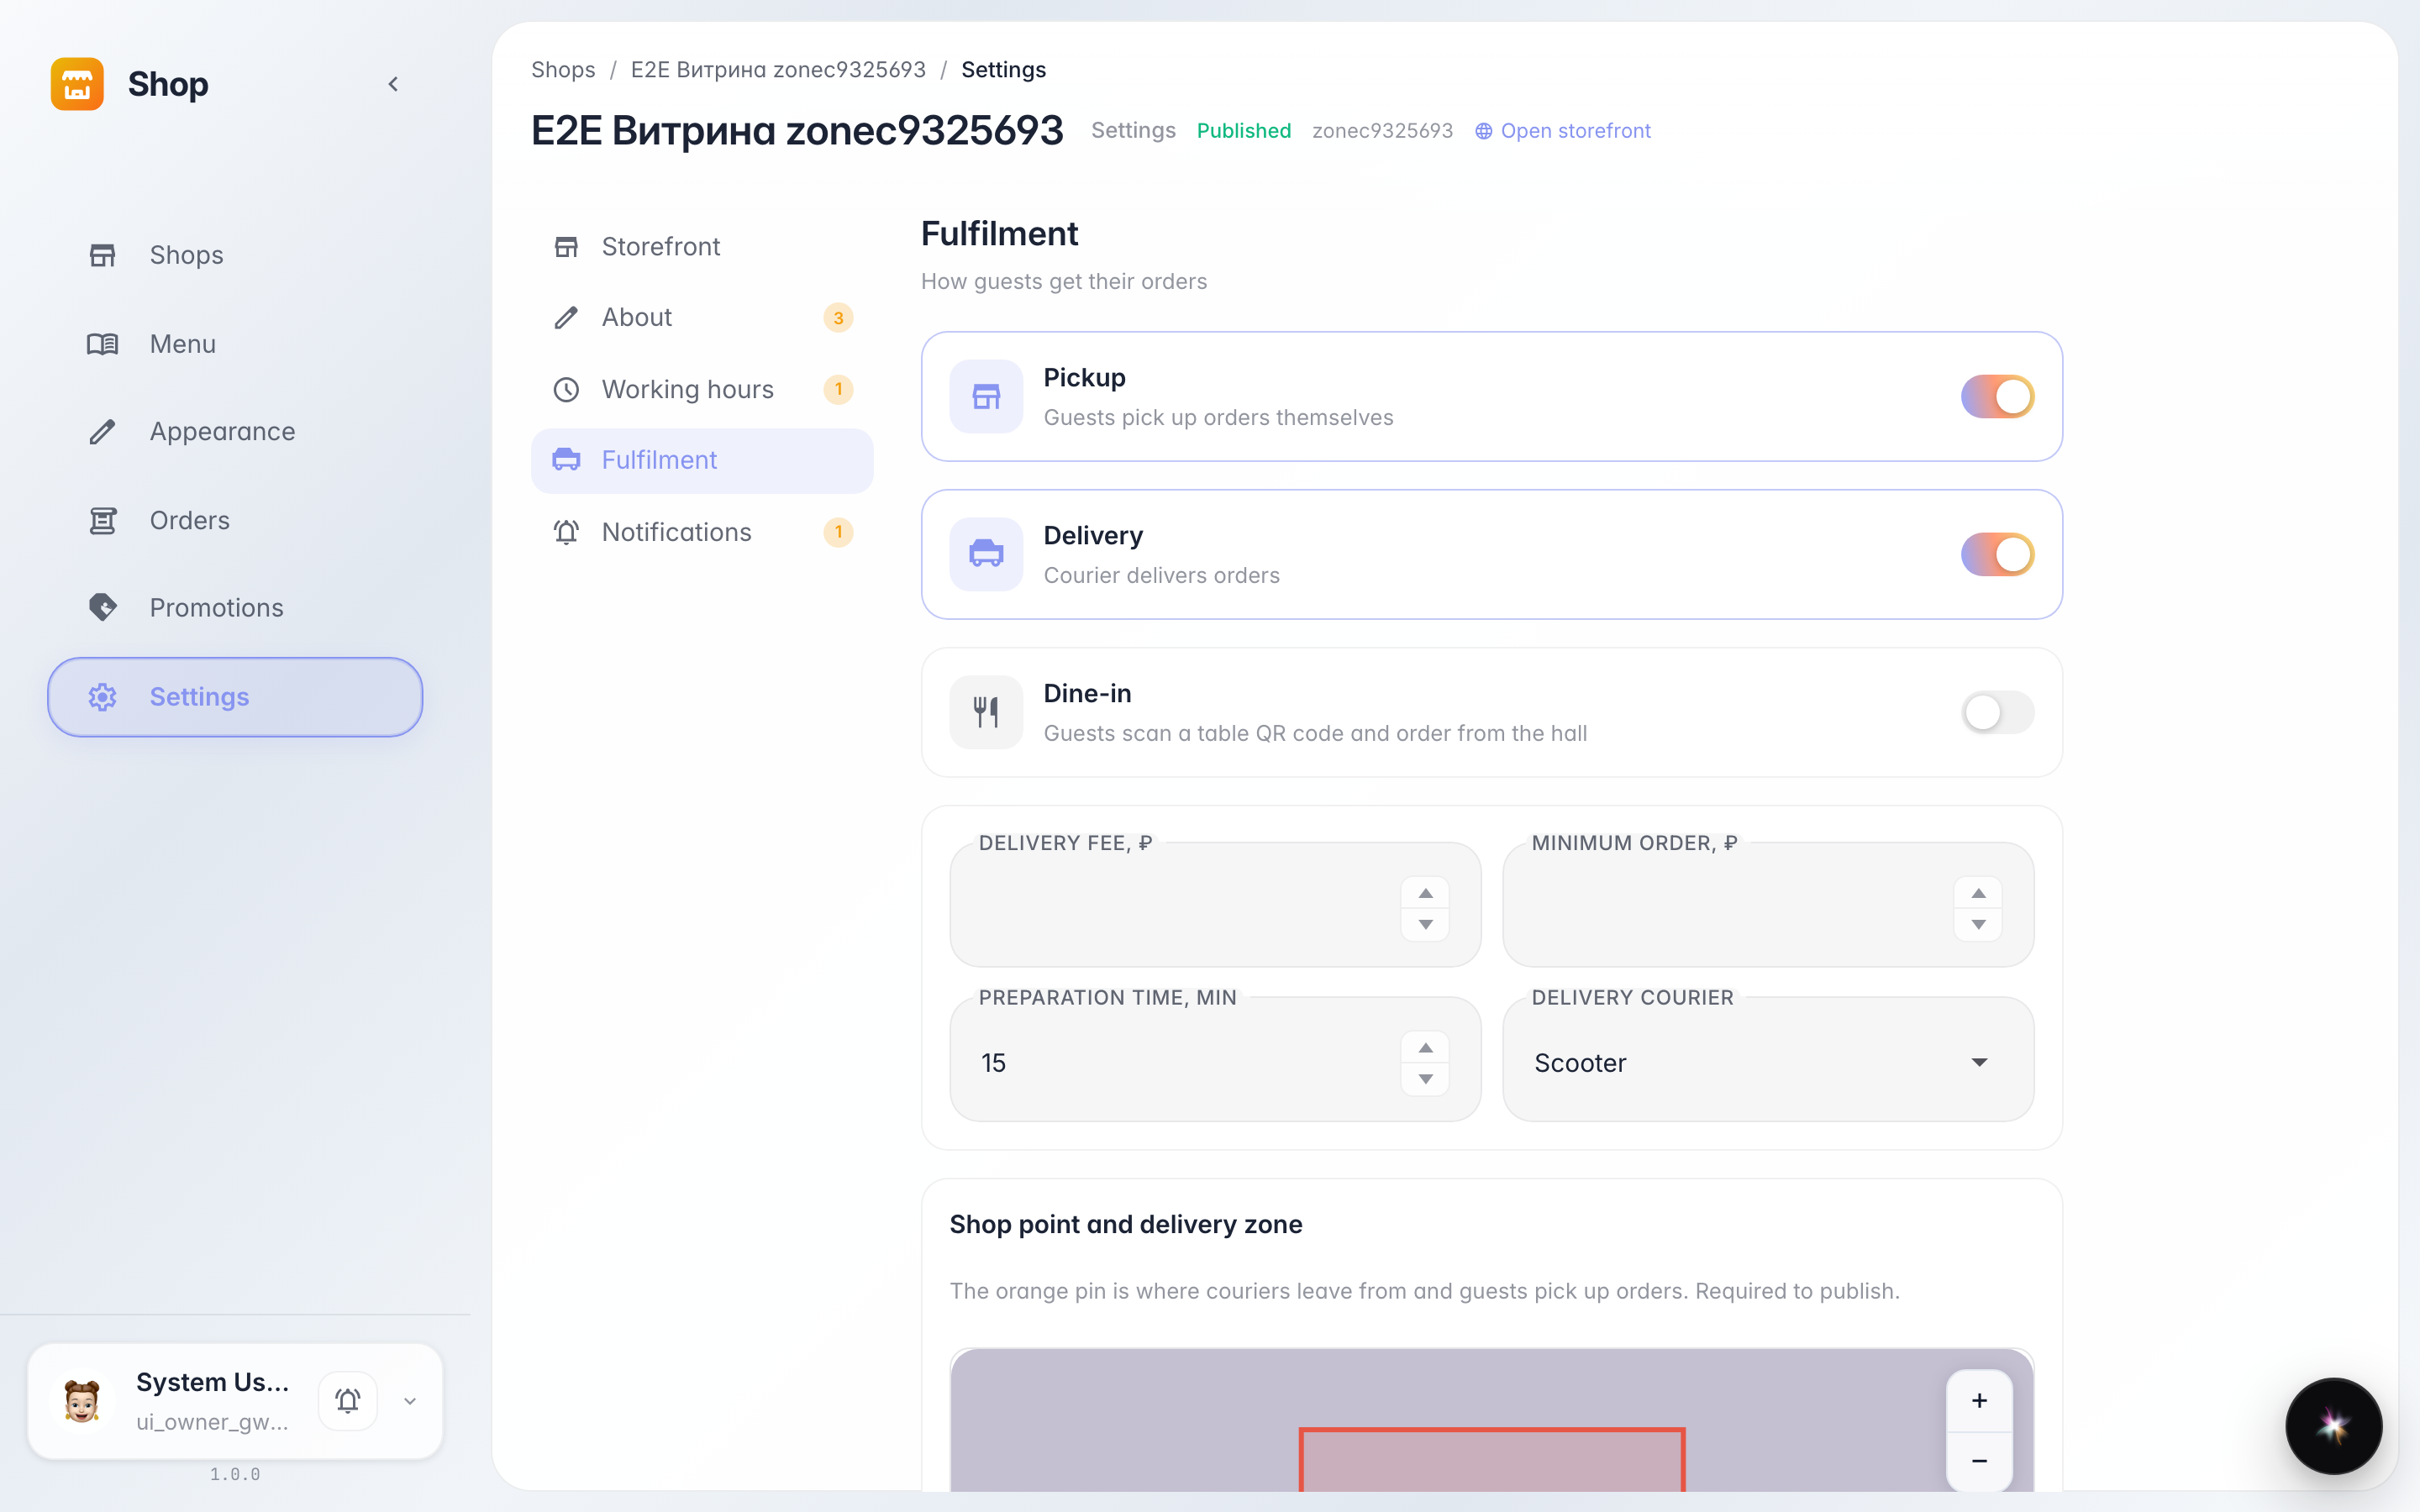 Shop
Shops
Menu
Appearance
Orders
Promotions
Settings
System Us...
ui_owner_gw...
1.0.0
Shops / E2E Витрина zonec9325693 / Settings
E2E Витрина zonec9325693 Settings Published zonec9325693 Open storefront
Storefront
About 3
Working hours 1
Fulfilment
Notifications 1
Fulfilment
How guests get their orders
Pickup
Guests pick up orders themselves
Delivery
Courier delivers orders
Dine-in
Guests scan a table QR code and order from the hall
DELIVERY FEE, ₽
MINIMUM ORDER, ₽
PREPARATION TIME, MIN
15
DELIVERY COURIER
Scooter
Shop point and delivery zone
The orange pin is where couriers leave from and guests pick up orders. Required to publish.
+
−